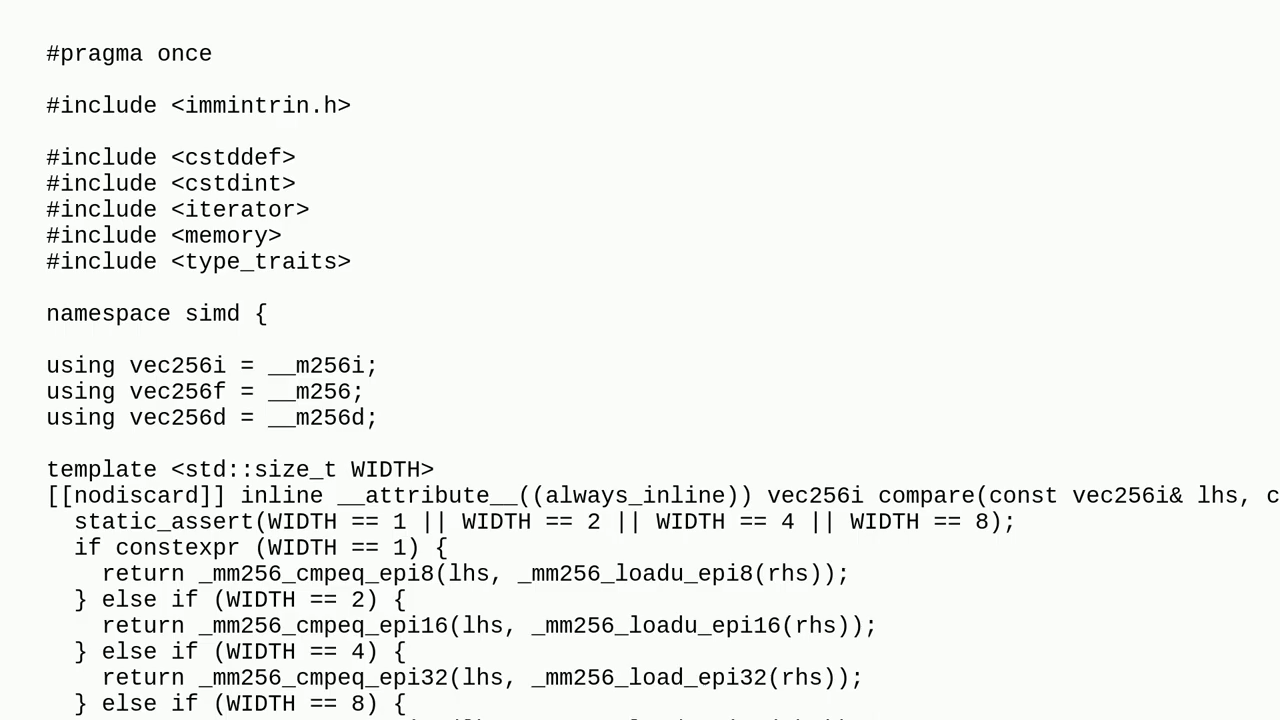 #pragma once
#include <immintrin.h>
#include <cstddef>
#include <cstdint>
#include <iterator>
#include <memory>
#include <type_traits>
namespace simd {
using vec256i = __m256i;
using vec256f = __m256;
using vec256d = __m256d;
template <std::size_t WIDTH>
[[nodiscard]] inline __attribute__((always_inline)) vec256i compare(const vec256i& lhs, c
static_assert(WIDTH == 1 || WIDTH == 2 || WIDTH == 4 || WIDTH == 8);
if constexpr (WIDTH == 1) {
return _mm256_cmpeq_epi8(lhs, _mm256_loadu_epi8(rhs));
} else if (WIDTH == 2) {
return _mm256_cmpeq_epi16(lhs, _mm256_loadu_epi16(rhs));
} else if (WIDTH == 4) {
return _mm256_cmpeq_epi32(lhs, _mm256_load_epi32(rhs));
} else if (WIDTH == 8) {